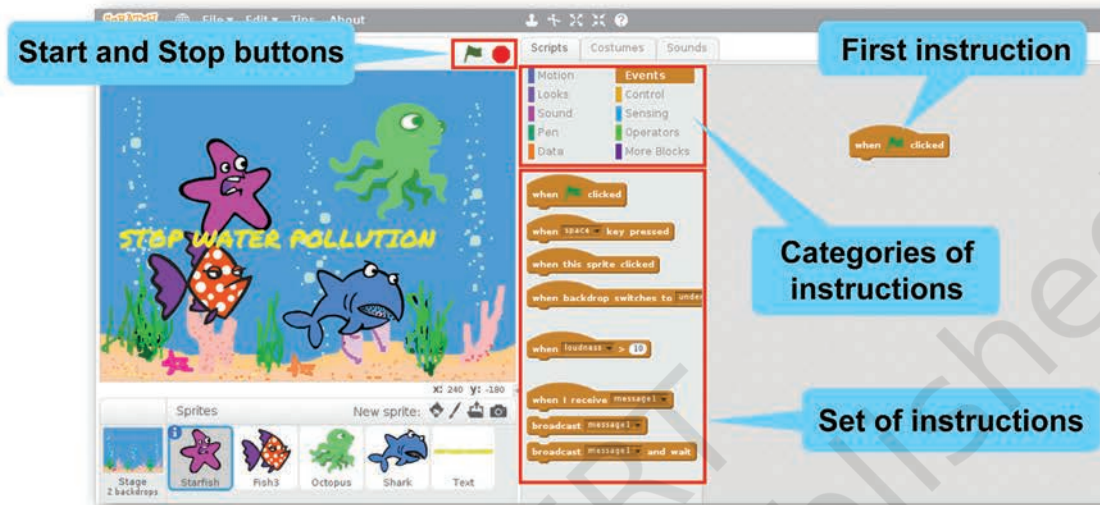 SCRATCH File Edit Tips About
Start and Stop buttons
Scripts Costumes Sounds
First instruction
Motion Events
Looks Control
Sound Sensing
Pen Operators
Data More Blocks
when clicked
STOP WATER POLLUTION
when clicked
when space key pressed
when this sprite clicked
when backdrop switches to under
when loudness > 10
when I receive message1
broadcast message1
broadcast message1 and wait
Categories of
instructions
Set of instructions
X: 240 y: -180
Sprites New sprite:
Stage
2 backdrops
Starfish Fish3 Octopus Shark Text